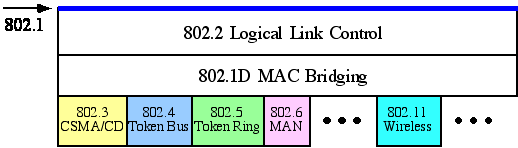 802.1
802.2 Logical Link Control
802.1D MAC Bridging
802.3
CSMA/CD
802.4
Token Bus
802.5
Token Ring
802.6
MAN
802.11
Wireless